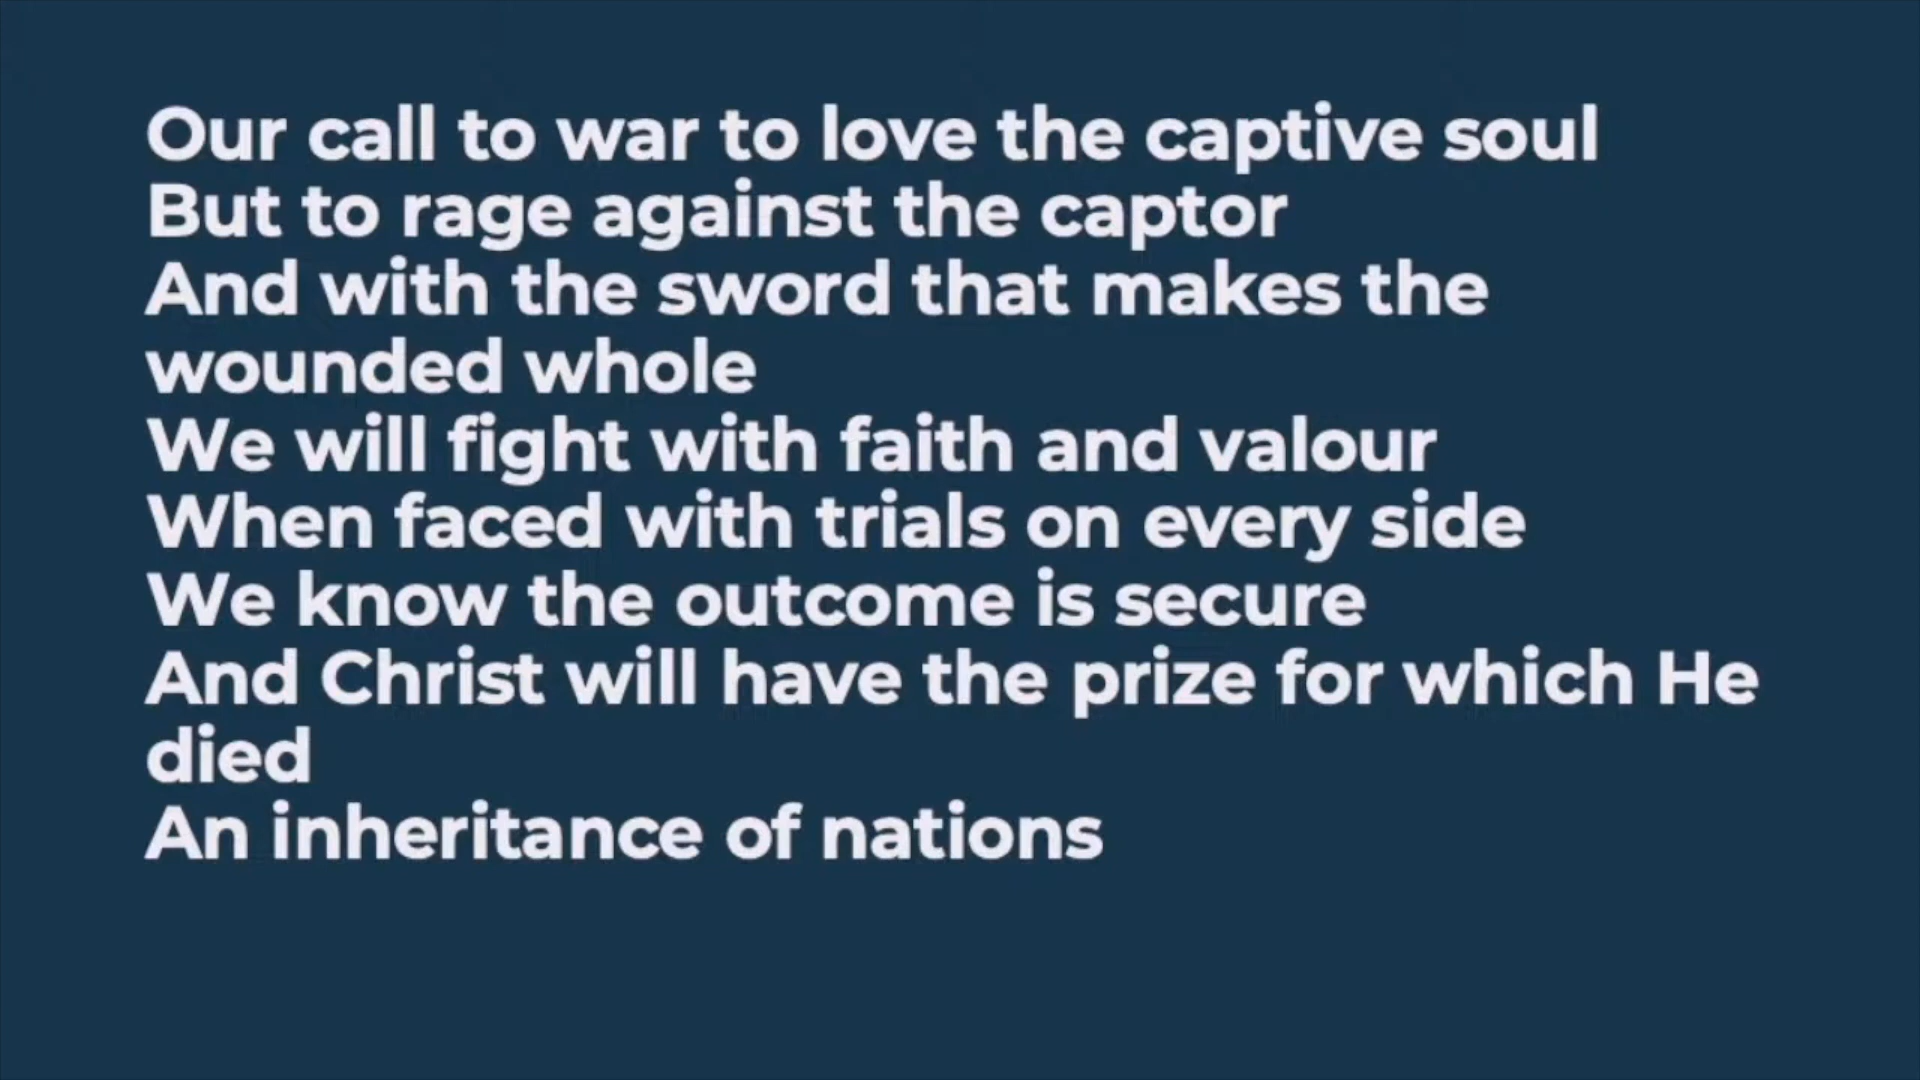 Our call to war to love the captive soul
But to rage against the captor
And with the sword that makes the
wounded whole
We will fight with faith and valour
When faced with trials on every side
We know the outcome is secure
And Christ will have the prize for which He
died
An inheritance of nations